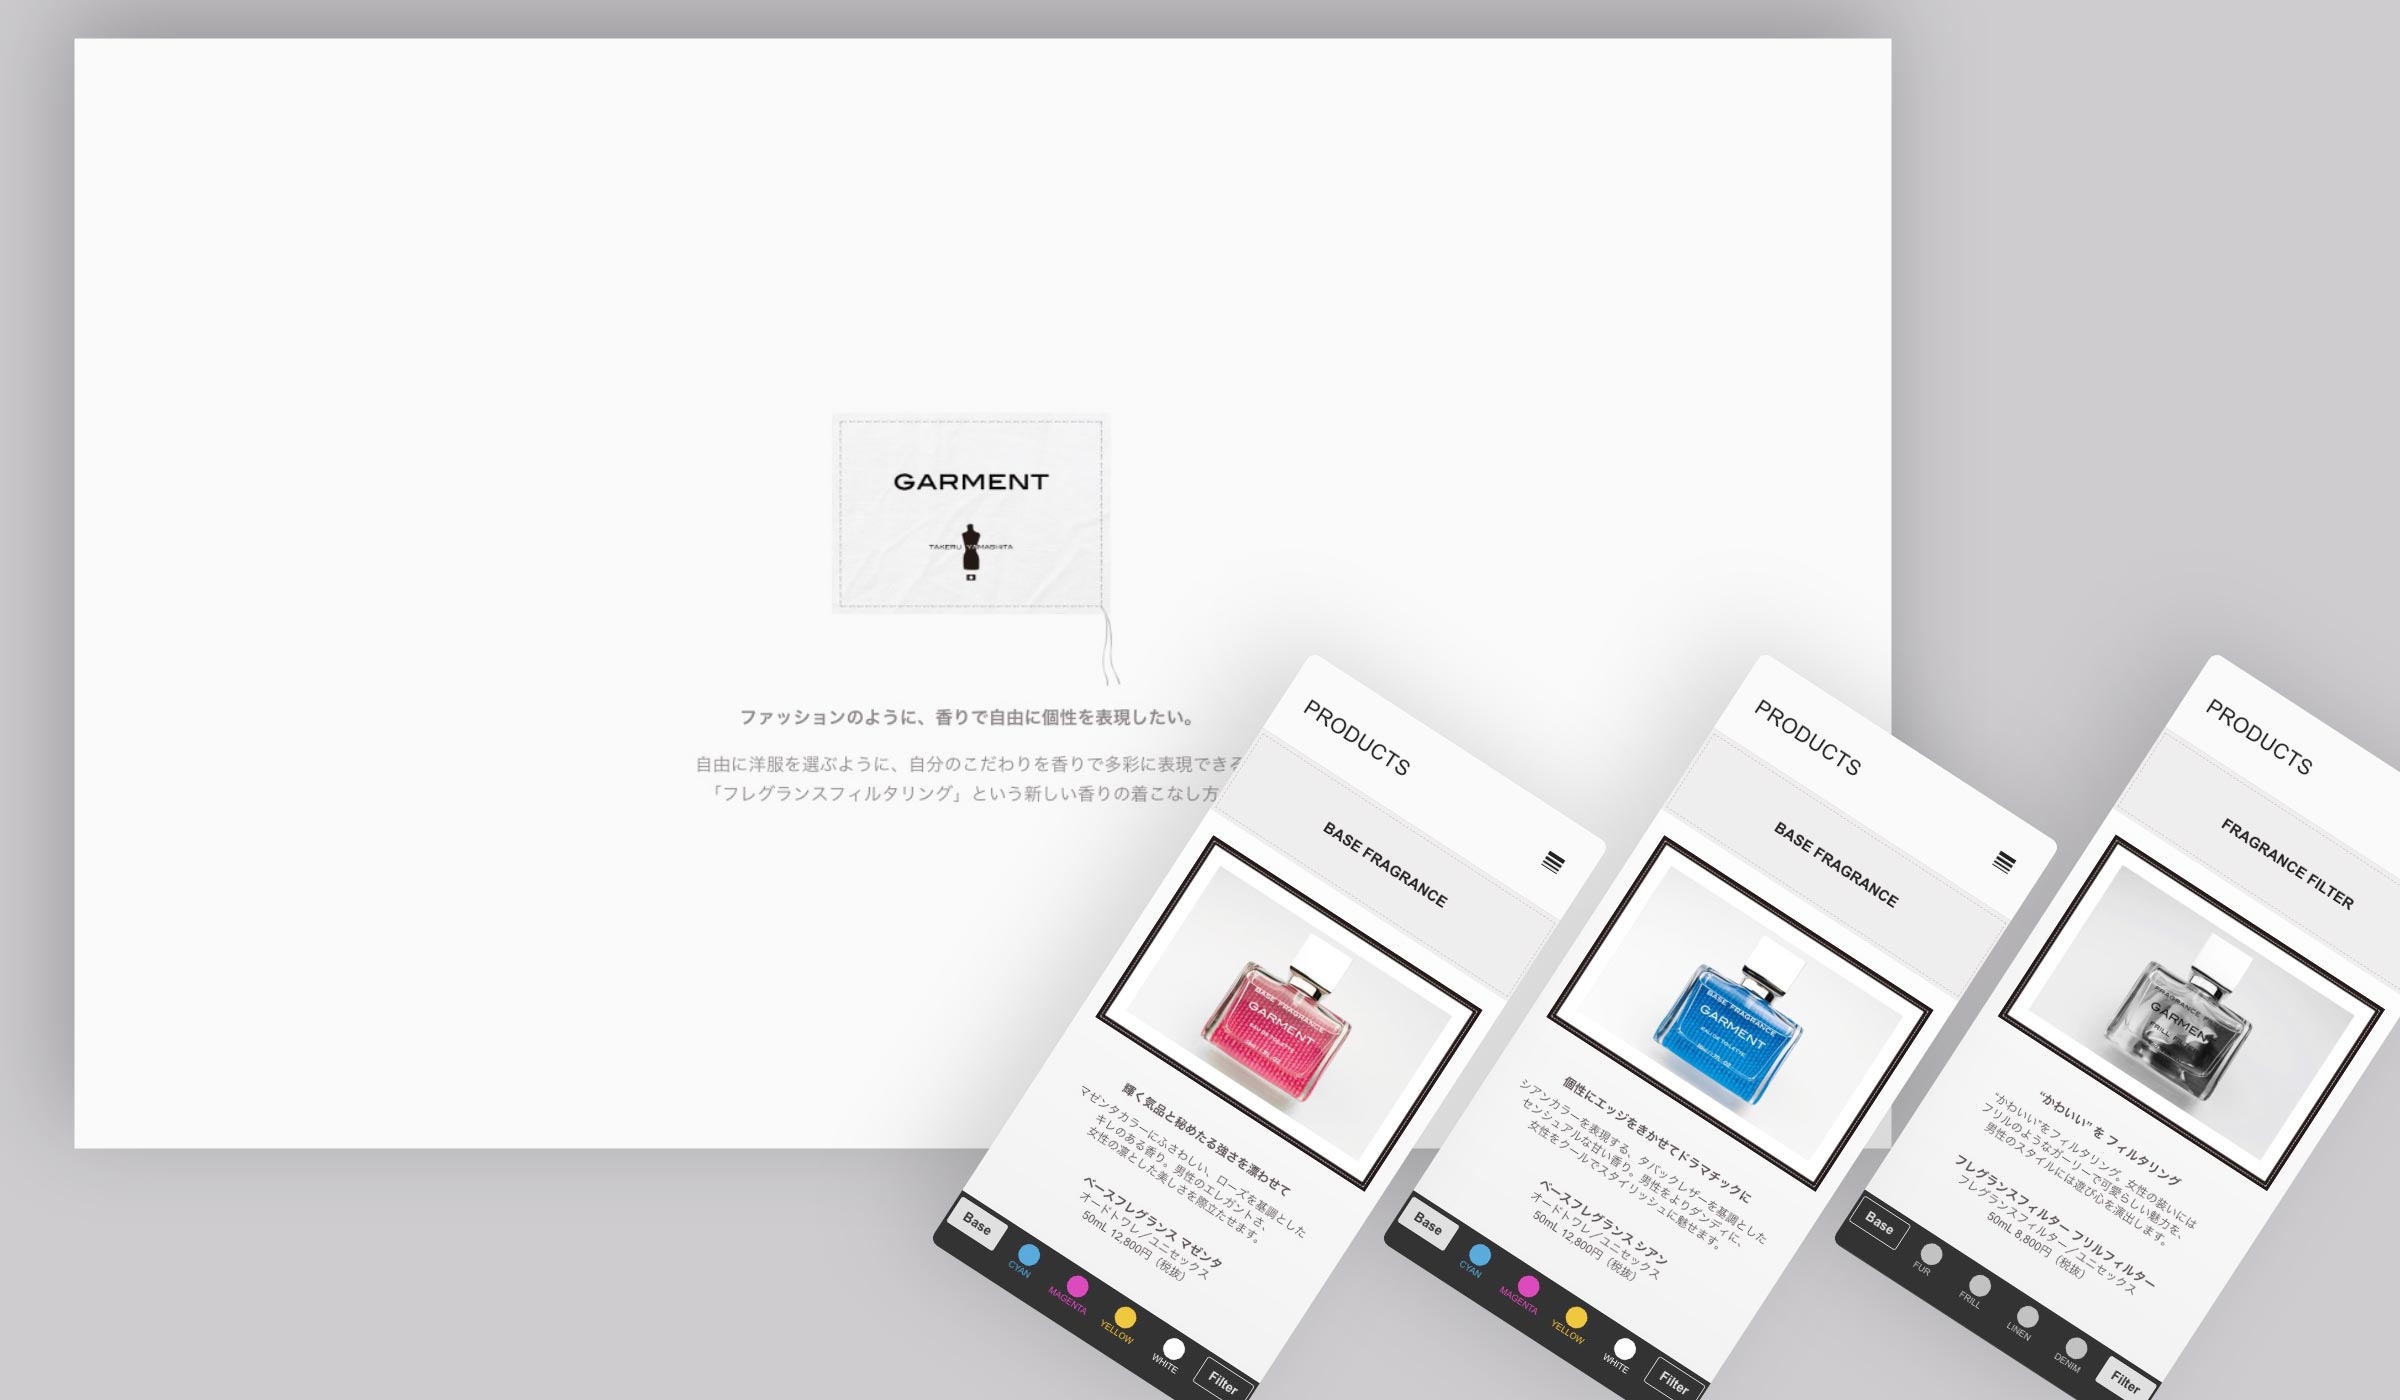 GARMENT
TAKERU YAMASHITA
ファッションのように、香りで自由に個性を表現したい。
自由に洋服を選ぶように、自分のこだわりを香りで多彩に表現できる
「フレグランスフィルタリング」という新しい香りの着こなし方
PRODUCTS
BASE FRAGRANCE
BASE FRAGRANCE
GARMENT
EAU DE TOILETTE
輝く気品と秘めたる強さを漂わせて
マゼンタカラーにふさわしい、ローズを基調とした
キレのある香り。男性のエレガントさ、
女性の凛とした美しさを際立たせます。
ベースフレグランス マゼンタ
オードトワレ／ユニセックス
50mL 12,800円（税抜）
Base
CYAN
MAGENTA
YELLOW
WHITE
Filter
PRODUCTS
BASE FRAGRANCE
BASE FRAGRANCE
GARMENT
EAU DE TOILETTE
個性にエッジをきかせてドラマチックに
シアンカラーを表現する、タバックレザーを基調とした
センシュアルな甘い香り。男性をよりダンディに、
女性をクールでスタイリッシュに魅せます。
ベースフレグランス シアン
オードトワレ／ユニセックス
50mL 12,800円（税抜）
Base
CYAN
MAGENTA
YELLOW
WHITE
Filter
PRODUCTS
FRAGRANCE FILTER
FRAGRANCE
GARMENT
FRILL
“かわいい” を フィルタリング
“かわいい”をフィルタリング。女性の装いには
フリルのようなガーリーで可愛らしい魅力を、
男性のスタイルには遊び心を演出します。
フレグランスフィルター フリルフィルター
フレグランスフィルター／ユニセックス
50mL 8,800円（税抜）
Base
FUR
FRILL
LINEN
DENIM
Filter